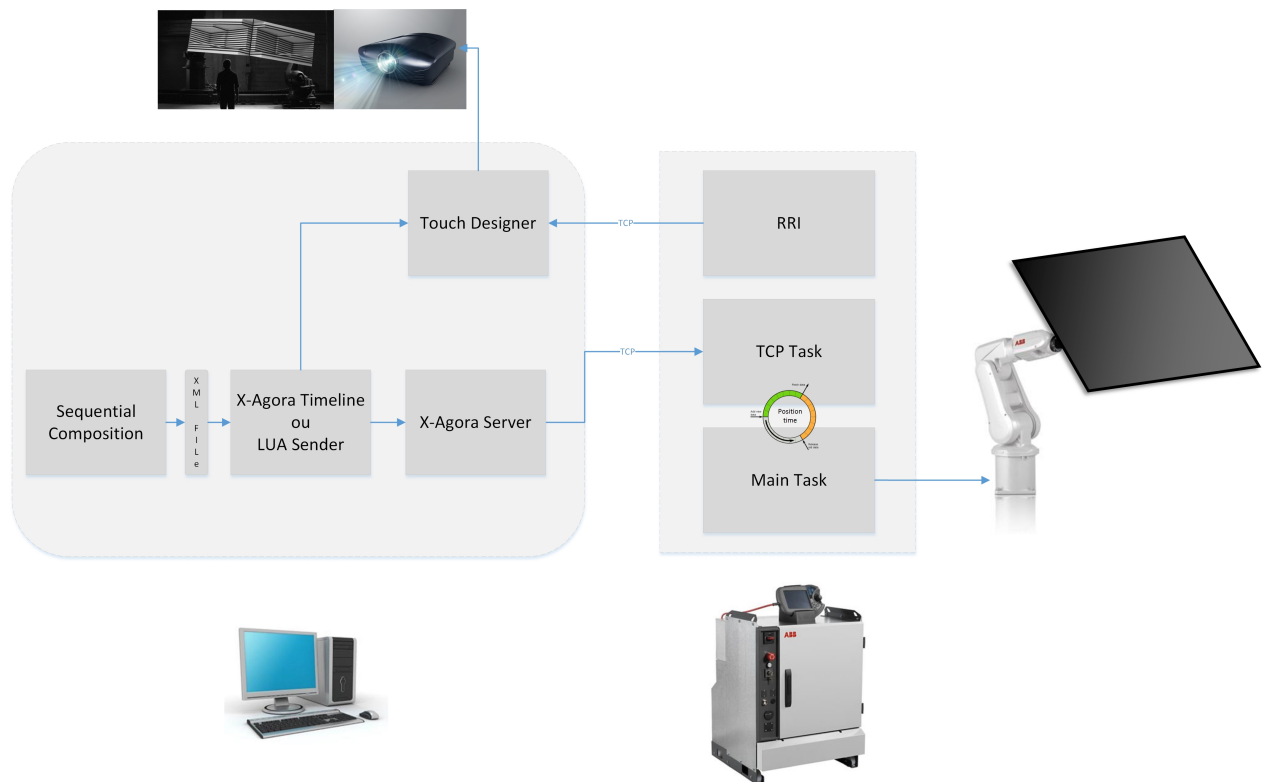 Touch Designer
TCP
RRI
TCP
TCP Task
ABB
Sequential
Composition
X
M
L
F
I
L
e
X-Agora Timeline
ou
LUA Sender
X-Agora Server
Position
time
Main Task
ABB